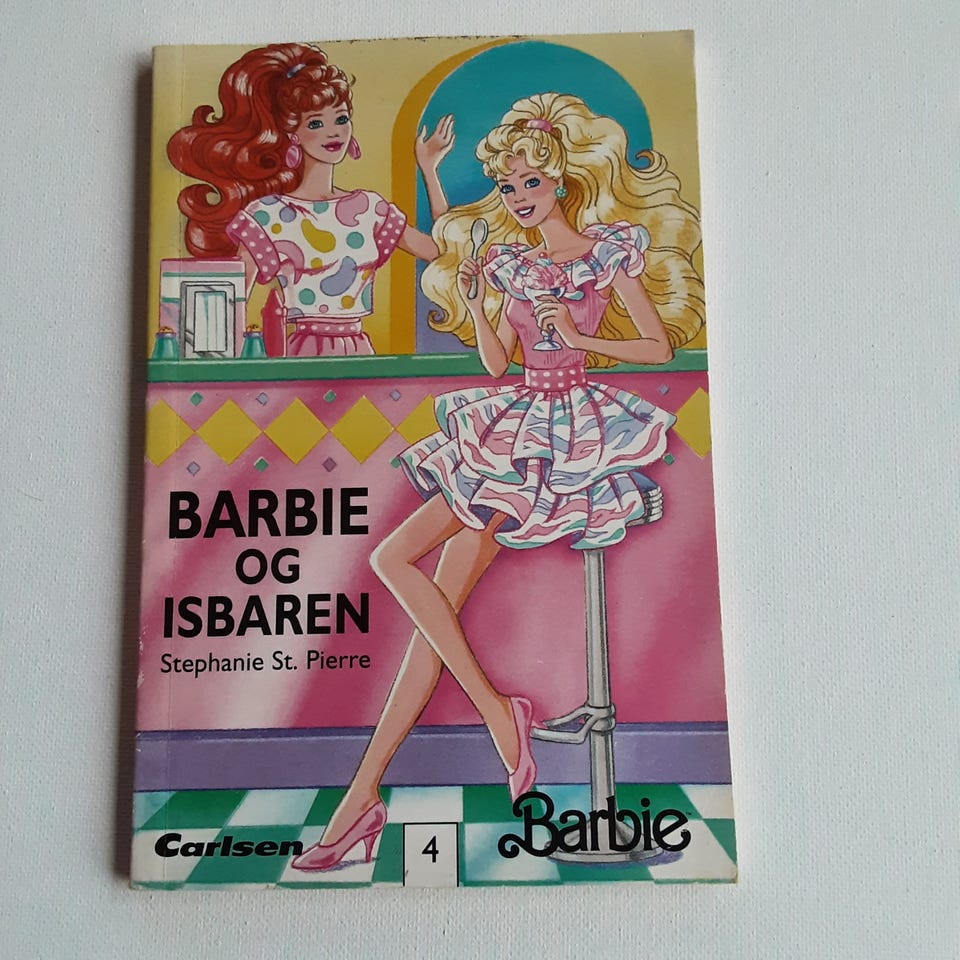 BARBIE
OG
ISBAREN
Stephanie St. Pierre
Carlsen
4
Barbie